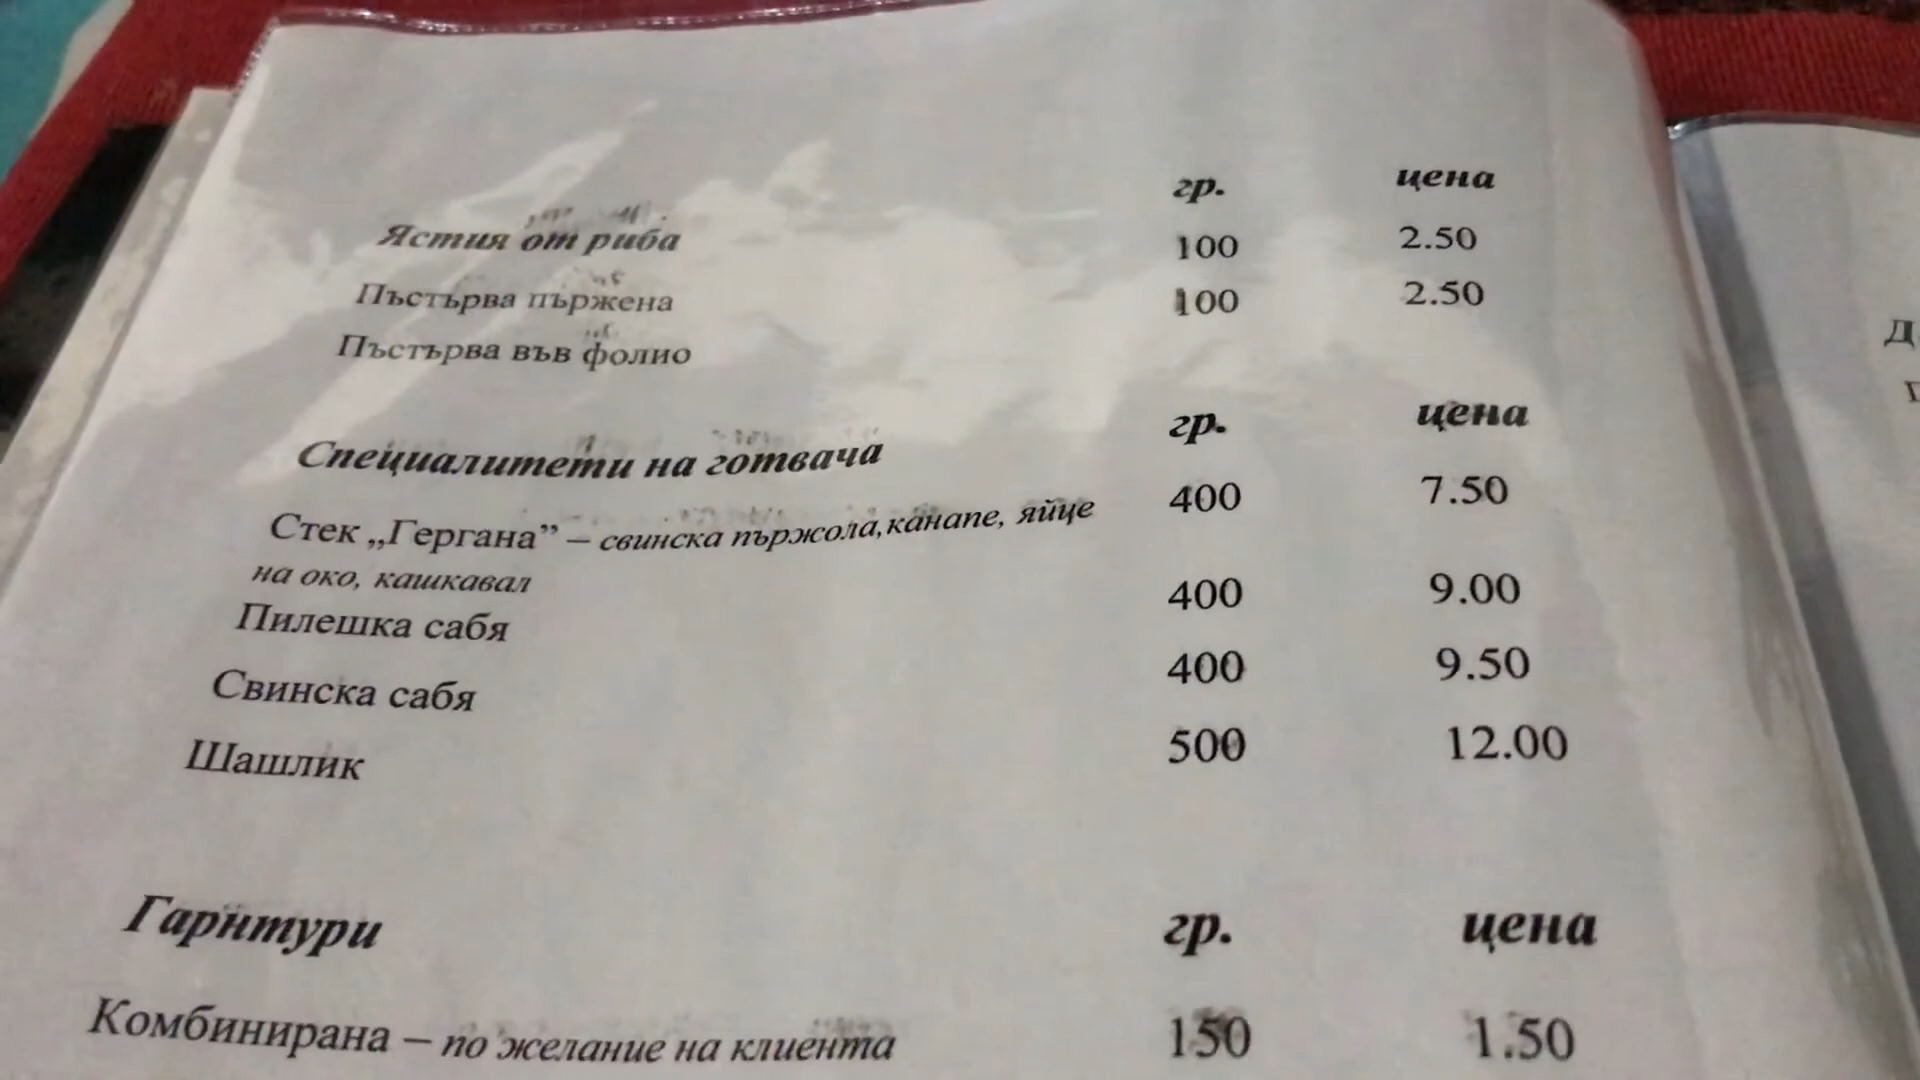 гр. цена
Ястия от риба 100 2.50
Пъстърва пържена 100 2.50
Пъстърва във фолио
гр. цена
Специалитети на готвача
Стек „Гергана” – свинска пържола, канапе, яйце 400 7.50
на око, кашкавал
Пилешка сабя 400 9.00
Свинска сабя 400 9.50
Шашлик 500 12.00
Гарнтури гр. цена
Комбинирана – по желание на клиента 150 1.50